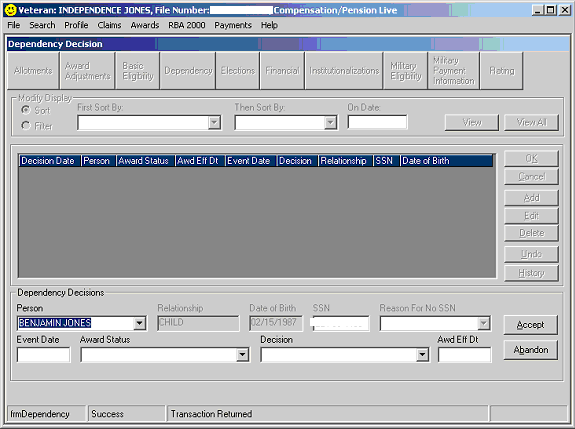 Veteran: INDEPENDENCE JONES, File Number: Compensation/Pension Live
File Search Profile Claims Awards RBA 2000 Payments Help
Dependency Decision
Allotments Award Adjustments Basic Eligibility Dependency Elections Financial Institutionalizations Military Eligibility Military Payment Information Rating
Modify Display
Sort First Sort By: Then Sort By: On Date:
Filter View View All
Decision Date Person Award Status Awd Eff Dt Event Date Decision Relationship SSN Date of Birth
OK
Cancel
Add
Edit
Delete
Undo
History
Dependency Decisions
Person Relationship Date of Birth SSN Reason For No SSN
BENJAMIN JONES CHILD 02/15/1987
Accept
Event Date Award Status Decision Awd Eff Dt
Abandon
frmDependency Success Transaction Returned